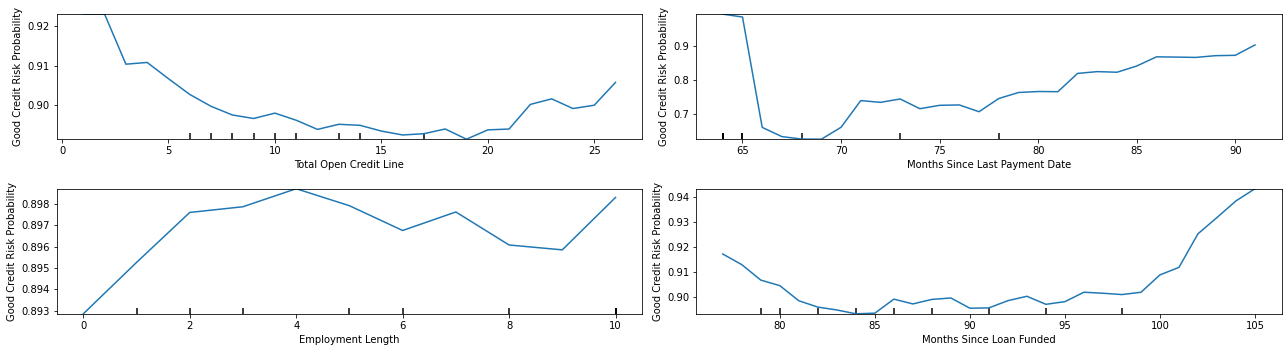 Good Credit Risk Probability
0.92
0.91
0.90
0 5 10 15 20 25
Total Open Credit Line
Good Credit Risk Probability
0.9
0.8
0.7
65 70 75 80 85 90
Months Since Last Payment Date
Good Credit Risk Probability
0.898
0.897
0.896
0.895
0.894
0.893
0 2 4 6 8 10
Employment Length
Good Credit Risk Probability
0.94
0.93
0.92
0.91
0.90
80 85 90 95 100 105
Months Since Loan Funded